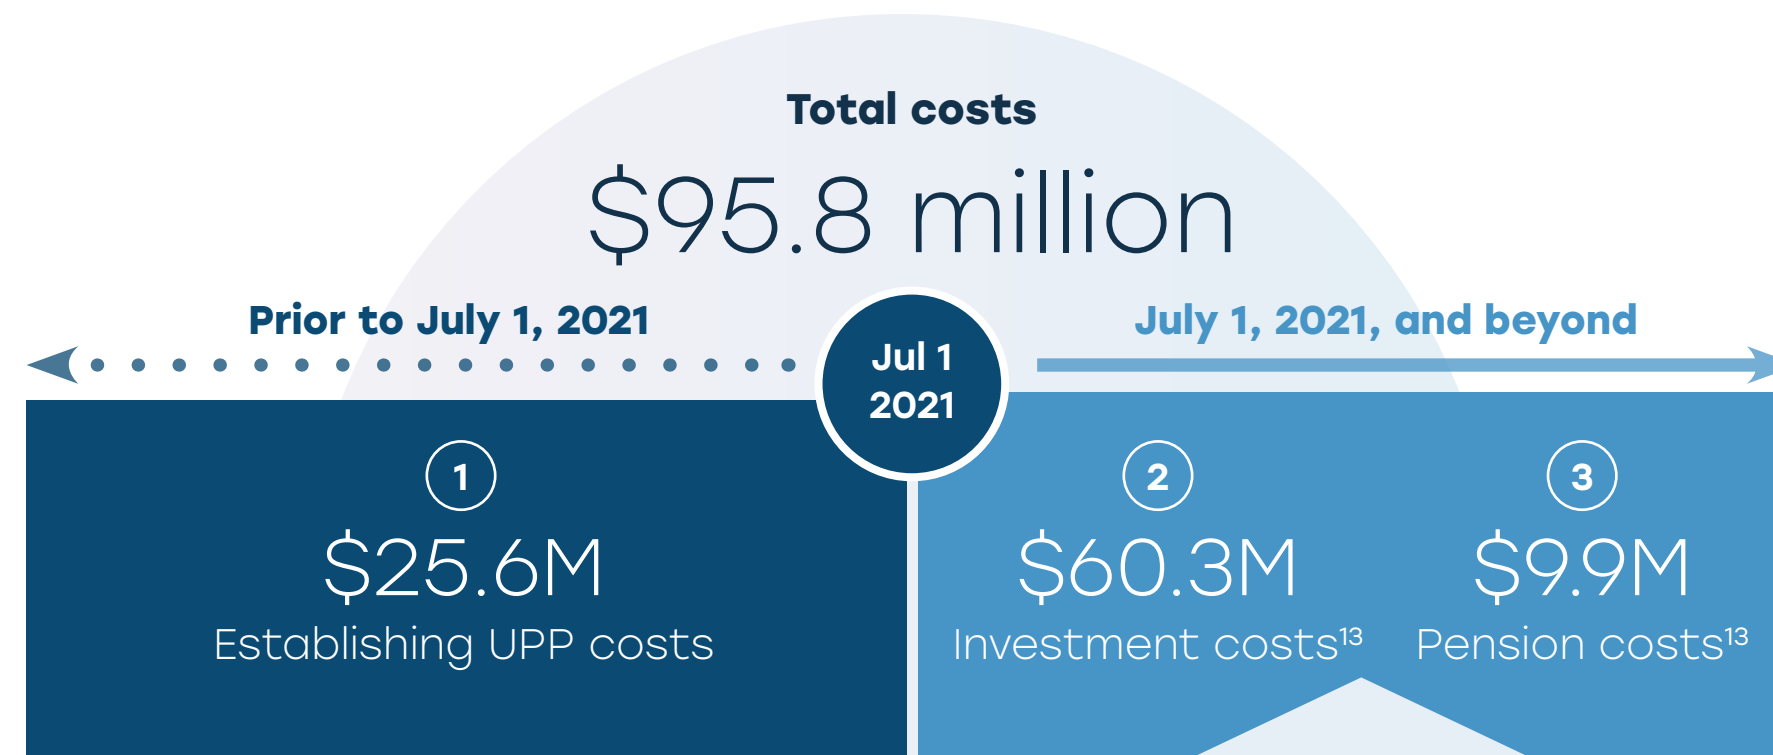 Total costs
$95.8 million
Prior to July 1, 2021
July 1, 2021, and beyond
Jul 1
2021
1
$25.6M
Establishing UPP costs
2
$60.3M
Investment costs¹³
3
$9.9M
Pension costs¹³